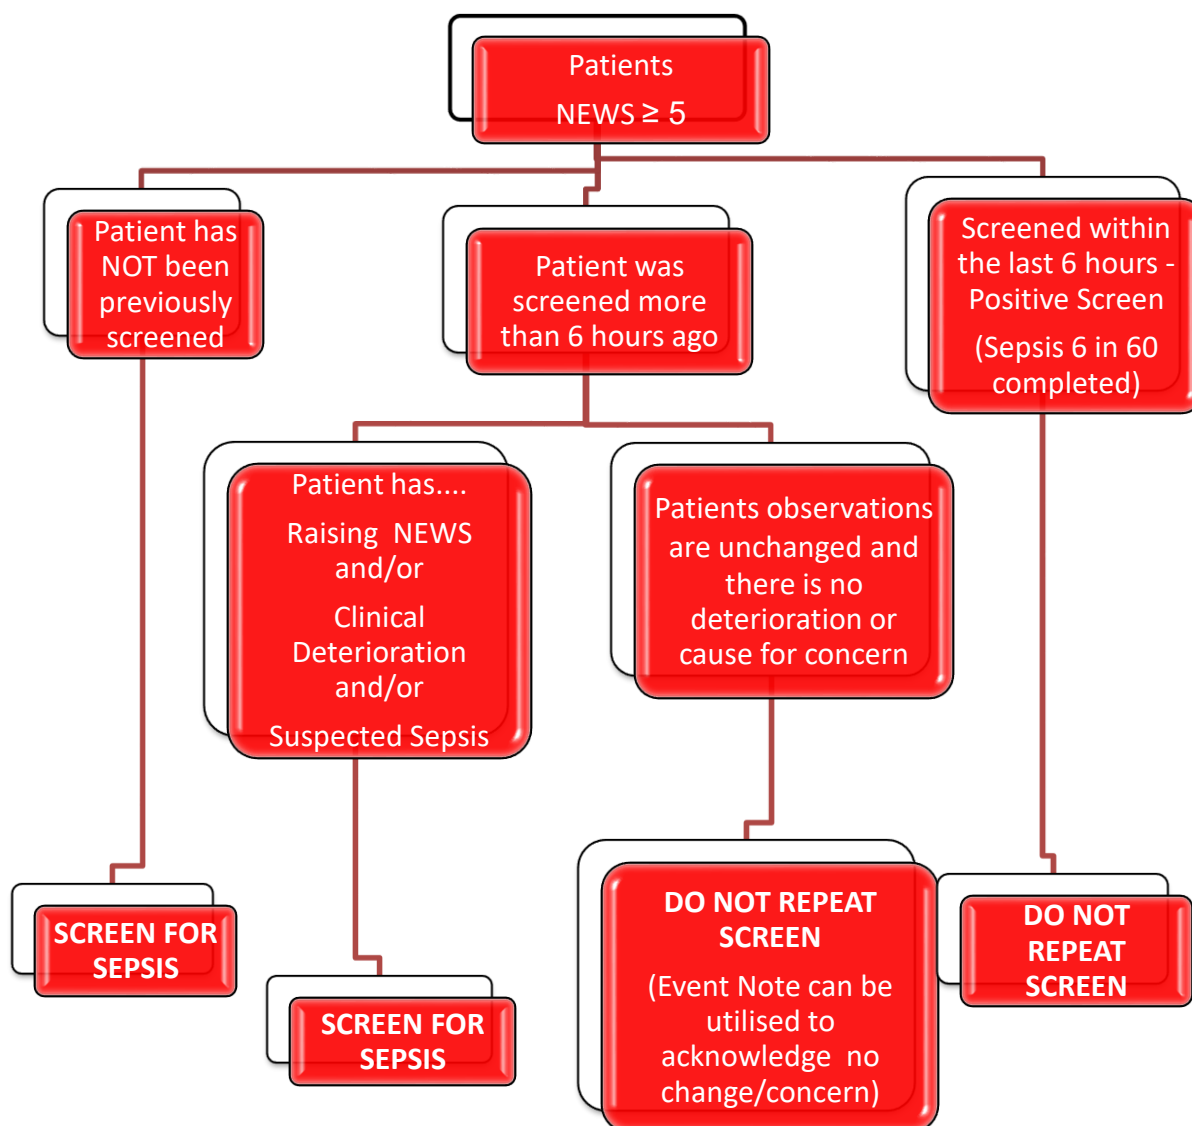 Patients
NEWS ≥ 5
Patient has
NOT been
previously
screened
Patient was
screened more
than 6 hours ago
Screened within
the last 6 hours -
Positive Screen
(Sepsis 6 in 60
completed)
Patient has....
Raising NEWS
and/or
Clinical
Deterioration
and/or
Suspected Sepsis
Patients observations
are unchanged and
there is no
deterioration or
cause for concern
SCREEN FOR
SEPSIS
SCREEN FOR
SEPSIS
DO NOT REPEAT
SCREEN
(Event Note can be
utilised to
acknowledge no
change/concern)
DO NOT
REPEAT
SCREEN